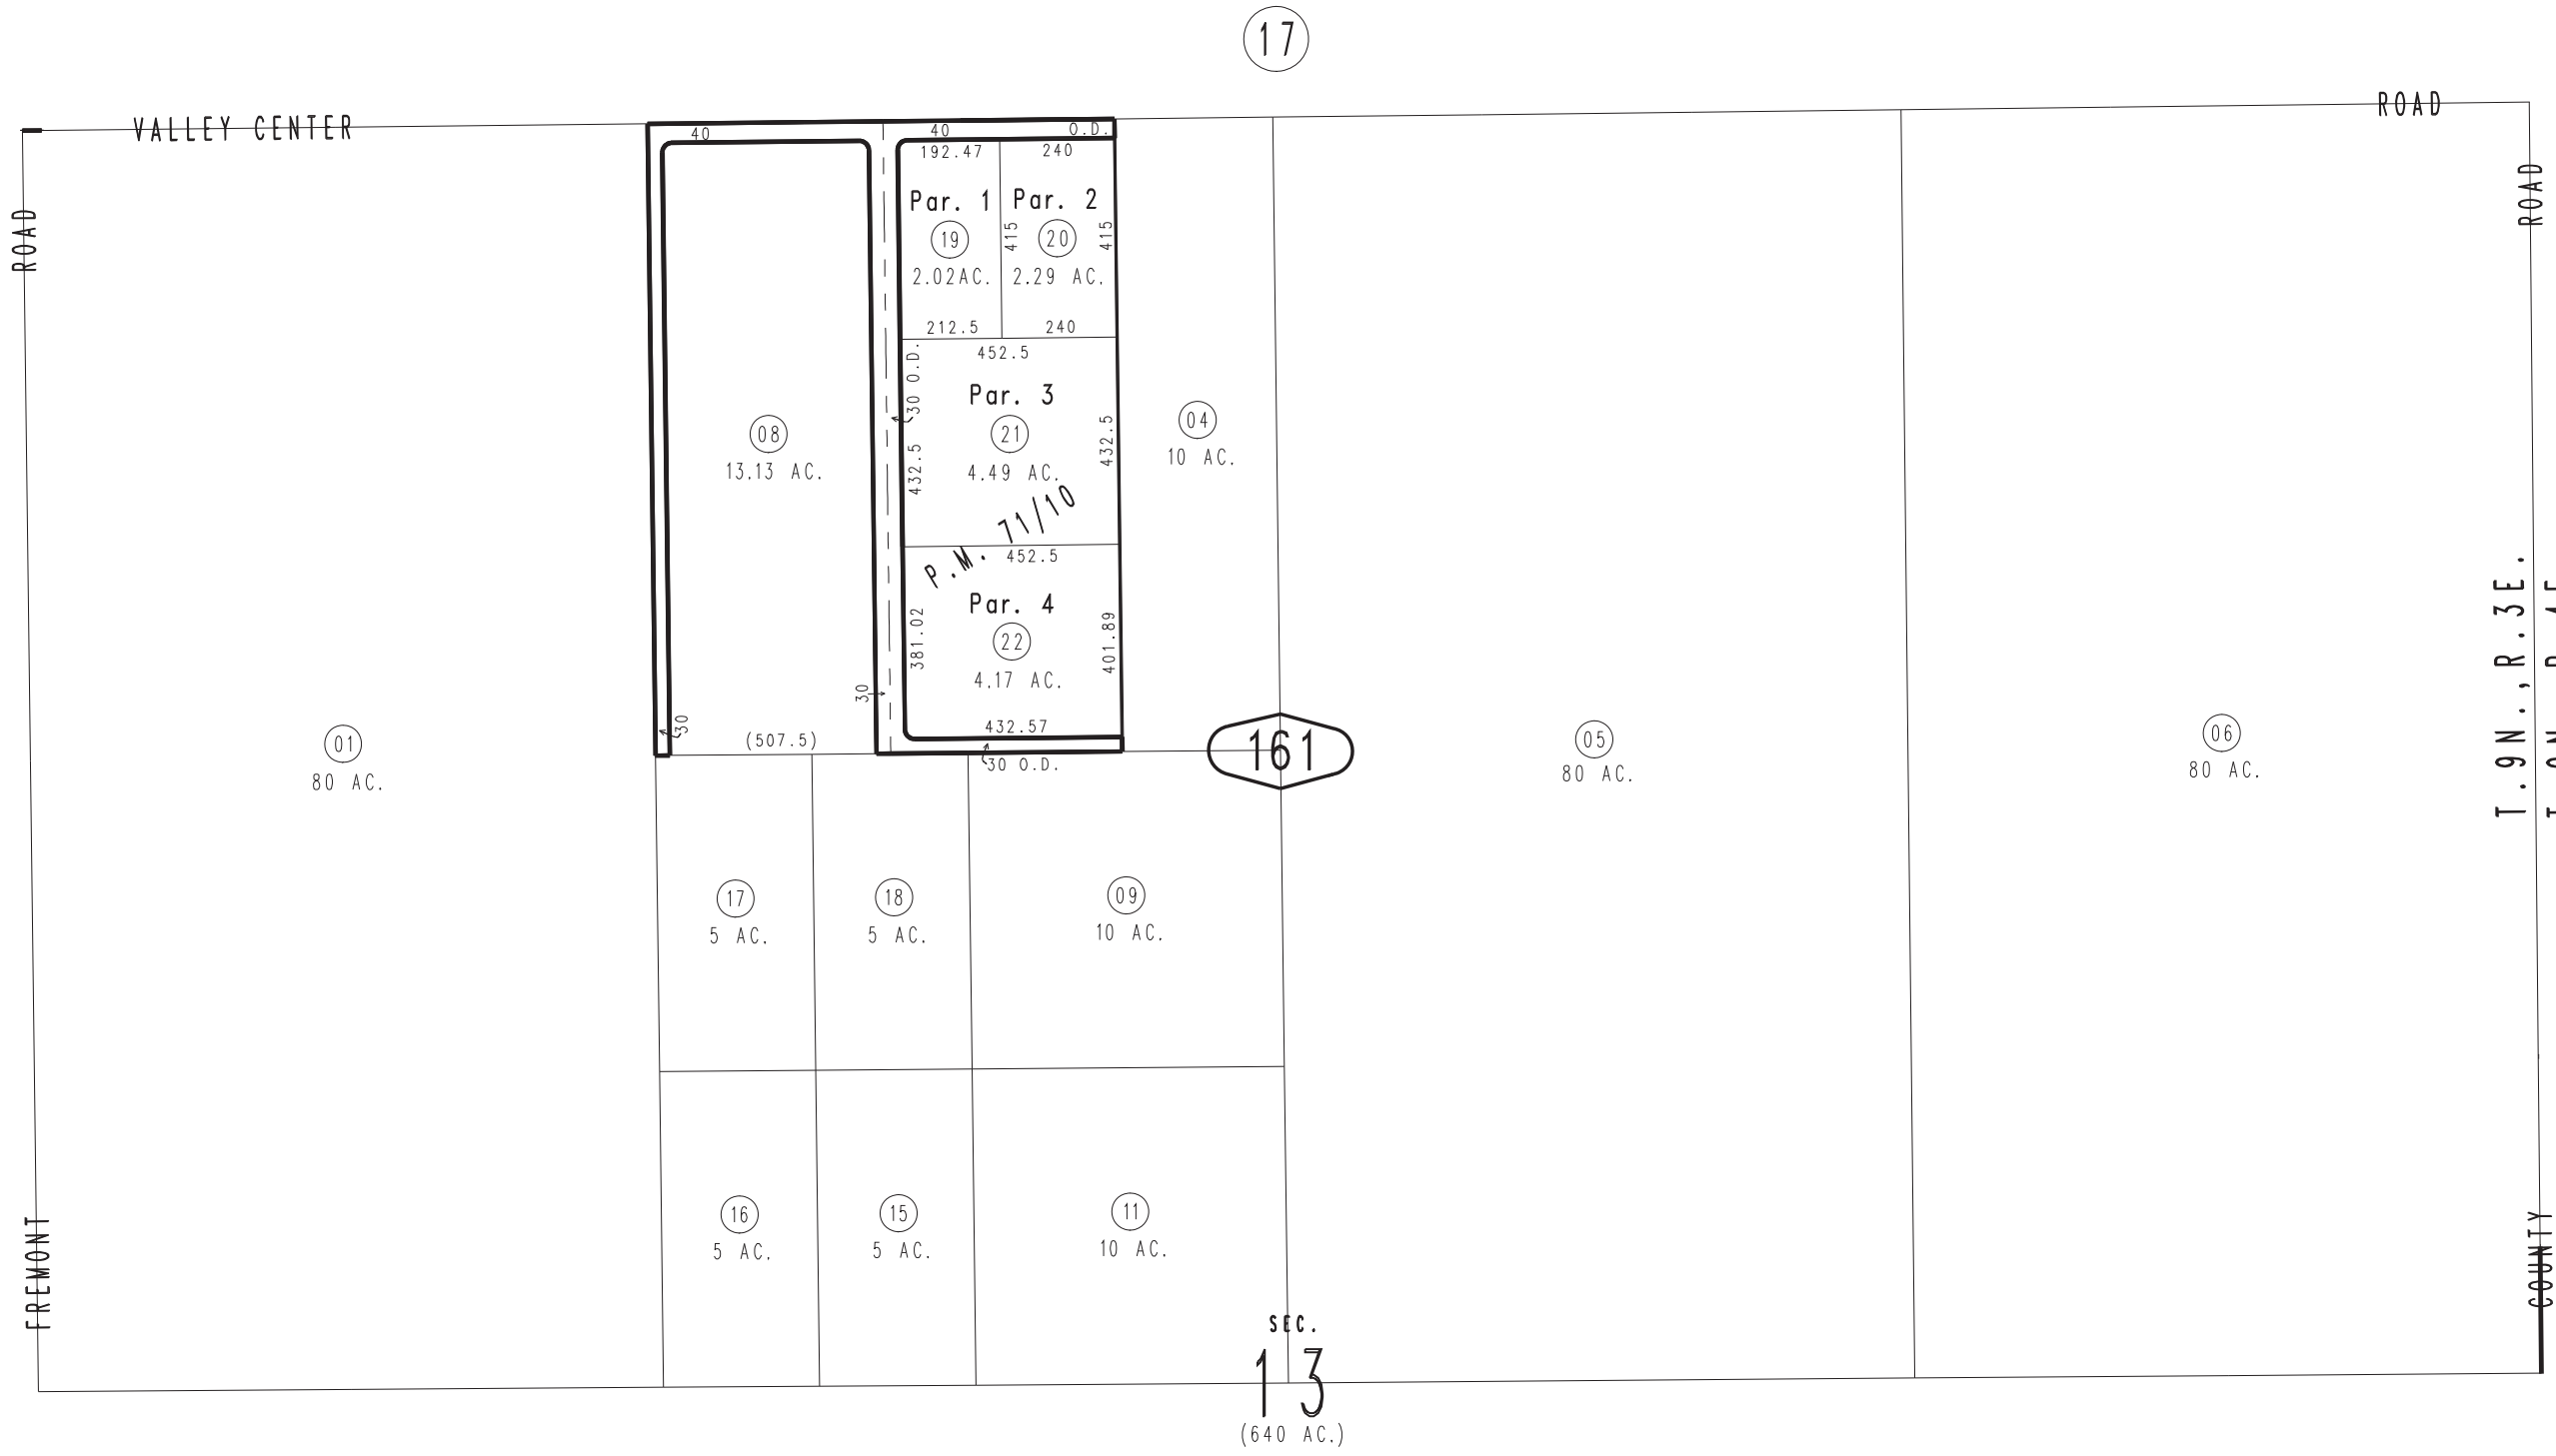 17
VALLEY CENTER
ROAD
40
40
O.D.
192.47
240
ROAD
ROAD
Par. 1
Par. 2
19
415
20
415
2.02AC.
2.29 AC.
212.5
240
452.5
30 O.D.
Par. 3
08
21
432.5
432.5
04
13.13 AC.
4.49 AC.
10 AC.
P.M. 71/10
452.5
Par. 4
381.02
22
401.89
4.17 AC.
T.9N.,R.3E.
30
30
(507.5)
432.57
30 O.D.
01
161
05
06
80 AC.
80 AC.
80 AC.
17
18
09
5 AC.
5 AC.
10 AC.
16
15
11
5 AC.
5 AC.
10 AC.
FREMONT
COUNTY
SEC.
13
(640 AC.)